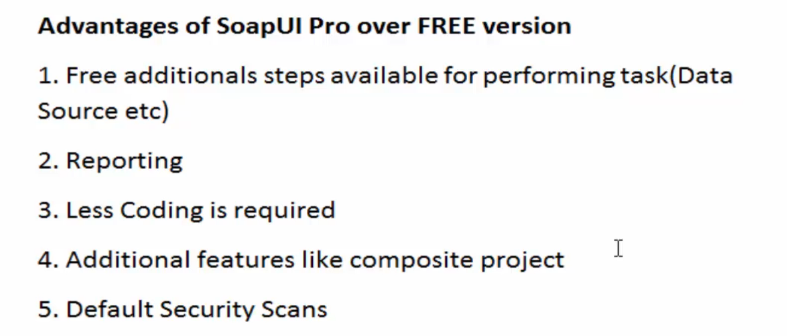 Advantages of SoapUI Pro over FREE version
1. Free additionals steps available for performing task(Data
Source etc)
2. Reporting
3. Less Coding is required
4. Additional features like composite project
5. Default Security Scans